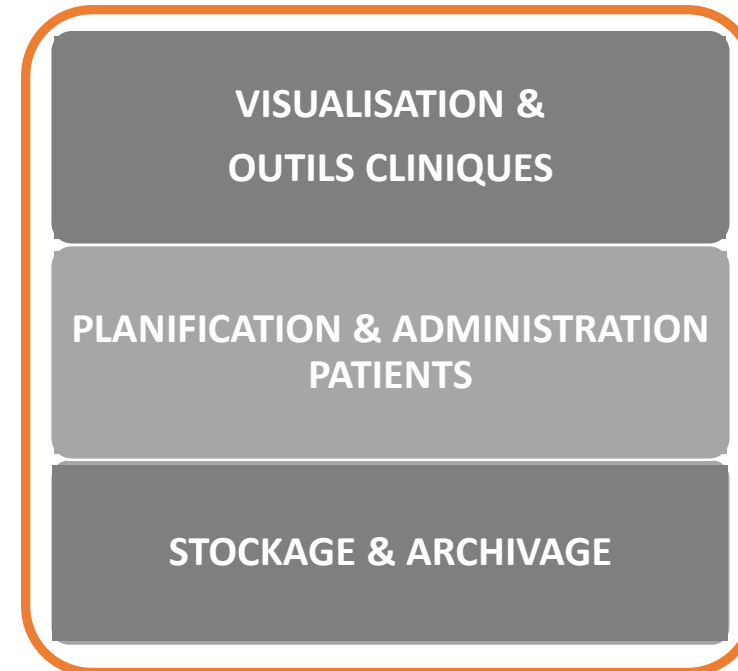 VISUALISATION &
OUTILS CLINIQUES
PLANIFICATION & ADMINISTRATION
PATIENTS
STOCKAGE & ARCHIVAGE